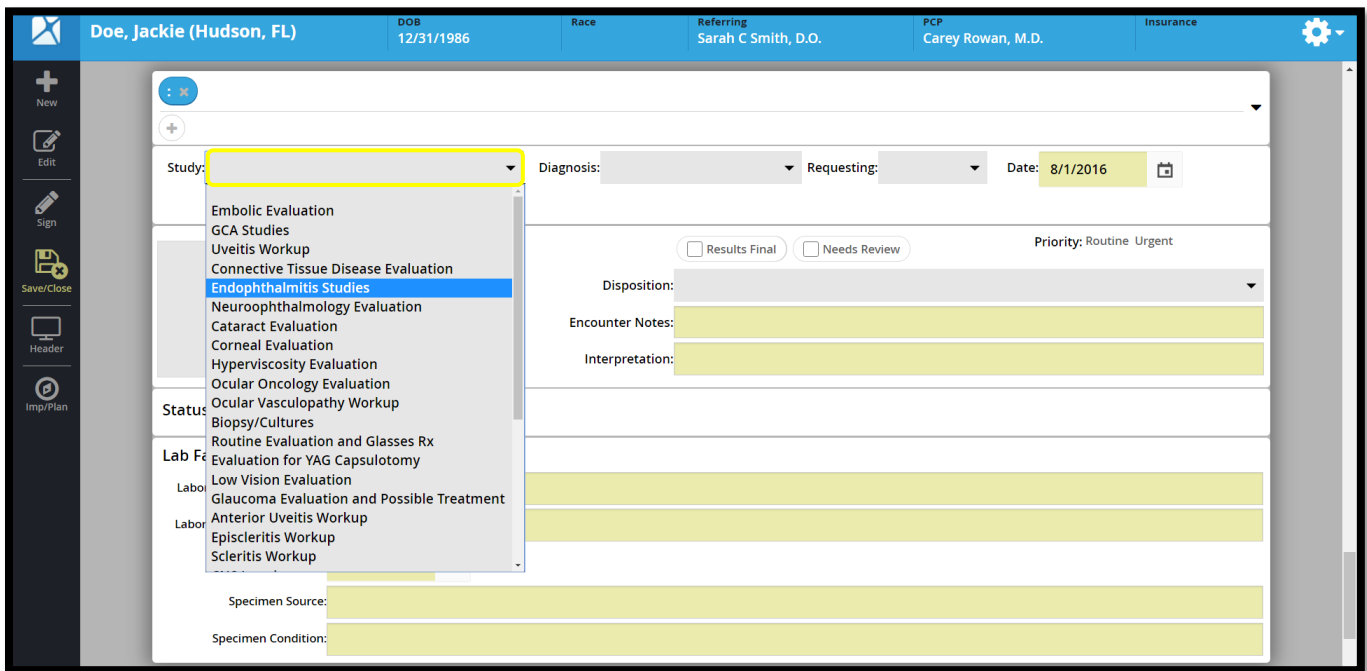 DOB Race Referring PCP Insurance
Doe, Jackie (Hudson, FL) 12/31/1986 Sarah C Smith, D.O. Carey Rowan, M.D.
New
Edit
Sign
Save/Close
Header
Imp/Plan
:
Study: Diagnosis: Requesting: Date: 8/1/2016
Embolic Evaluation
GCA Studies
Uveitis Workup
Connective Tissue Disease Evaluation
Endophthalmitis Studies
Neuroophthalmology Evaluation
Cataract Evaluation
Corneal Evaluation
Hyperviscosity Evaluation
Ocular Oncology Evaluation
Ocular Vasculopathy Workup
Biopsy/Cultures
Routine Evaluation and Glasses Rx
Evaluation for YAG Capsulotomy
Low Vision Evaluation
Glaucoma Evaluation and Possible Treatment
Anterior Uveitis Workup
Episcleritis Workup
Scleritis Workup
Results Final Needs Review Priority: Routine Urgent
Disposition:
Encounter Notes:
Interpretation:
Status
Lab Fa
Labor
Labor
Specimen Source:
Specimen Condition: